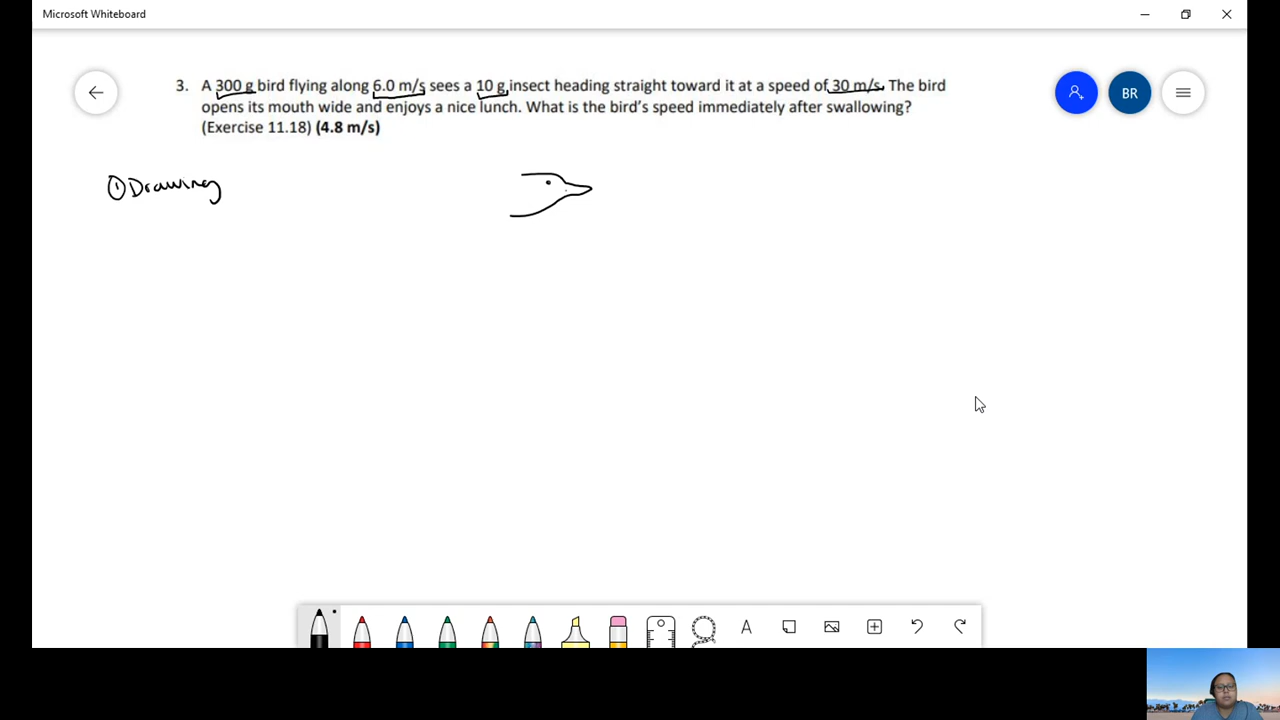 Microsoft Whiteboard
3. A 300 g bird flying along 6.0 m/s sees a 10 g insect heading straight toward it at a speed of 30 m/s. The bird
opens its mouth wide and enjoys a nice lunch. What is the bird's speed immediately after swallowing?
(Exercise 11.18) (4.8 m/s)
BR
① Drawing
A